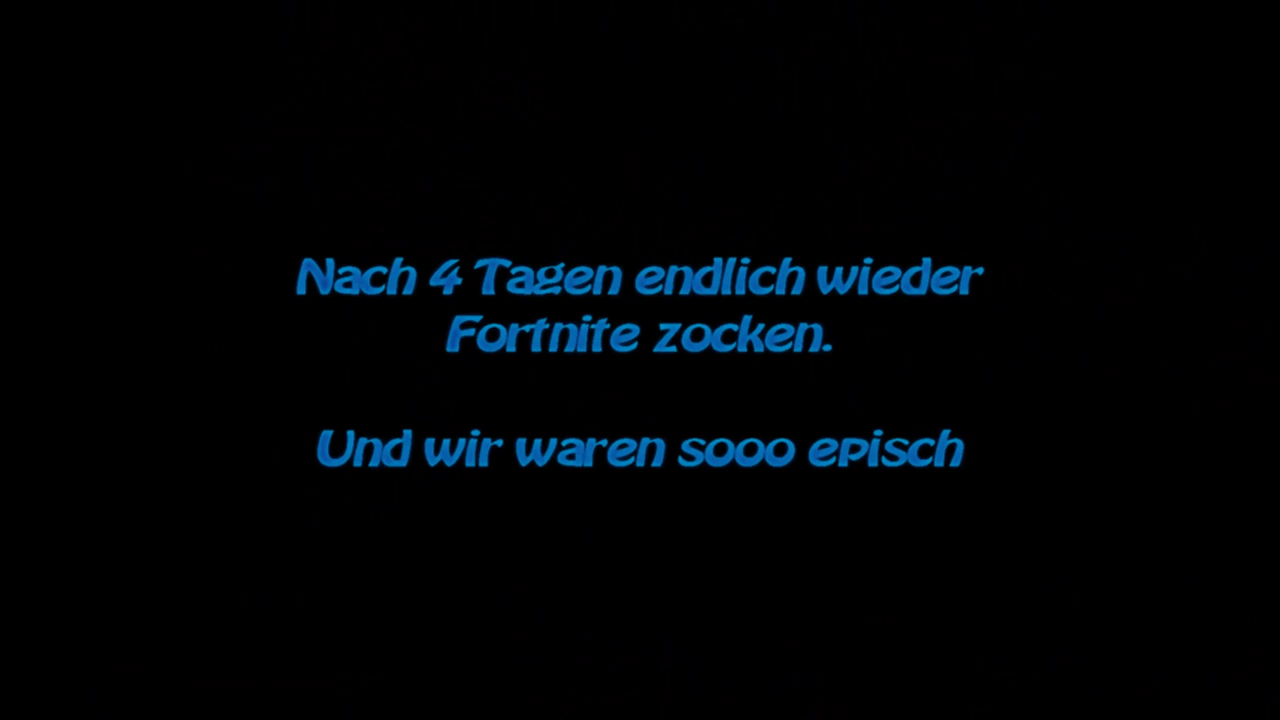 Nach 4 Tagen endlich wieder
Fortnite zocken.
Und wir waren sooo episch